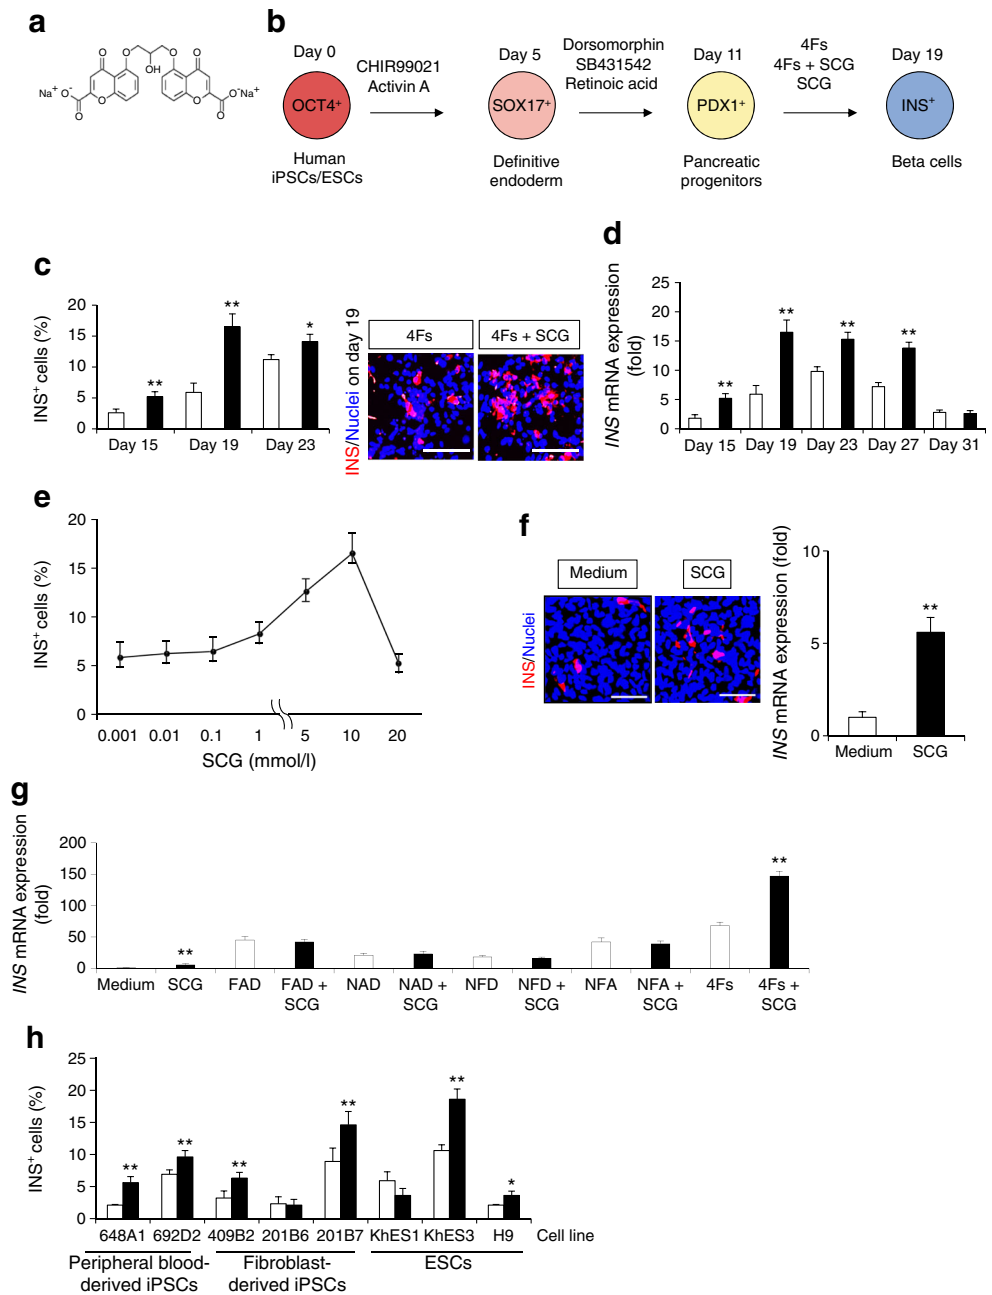 a
O
O
O
OH
O
O
O
O
O
O⁻
Na⁺
O
O⁻Na⁺
b
Day 0
OCT4⁺
Human
iPSCs/ESCs
CHIR99021
Activin A
Day 5
SOX17⁺
Definitive
endoderm
Dorsomorphin
SB431542
Retinoic acid
Day 11
PDX1⁺
Pancreatic
progenitors
4Fs
4Fs + SCG
SCG
Day 19
INS⁺
Beta cells
c
INS⁺ cells (%)
20
15
10
5
0
**
**
*
Day 15 Day 19 Day 23
INS/Nuclei on day 19
4Fs
4Fs + SCG
d
INS mRNA expression
(fold)
25
20
15
10
5
0
**
**
**
**
Day 15 Day 19 Day 23 Day 27 Day 31
e
INS⁺ cells (%)
20
15
10
5
0
0.001 0.01 0.1 1 5 10 20
SCG (mmol/l)
f
INS/Nuclei
Medium
SCG
INS mRNA expression (fold)
10
5
0
**
Medium SCG
g
INS mRNA expression
(fold)
200
150
100
50
0
**
**
Medium SCG FAD FAD + SCG NAD NAD + SCG NFD NFD + SCG NFA NFA + SCG 4Fs 4Fs + SCG
h
INS⁺ cells (%)
25
20
15
10
5
0
**
**
**
**
**
*
648A1 692D2 409B2 201B6 201B7 KhES1 KhES3 H9 Cell line
Peripheral blood-
derived iPSCs
Fibroblast-
derived iPSCs
ESCs